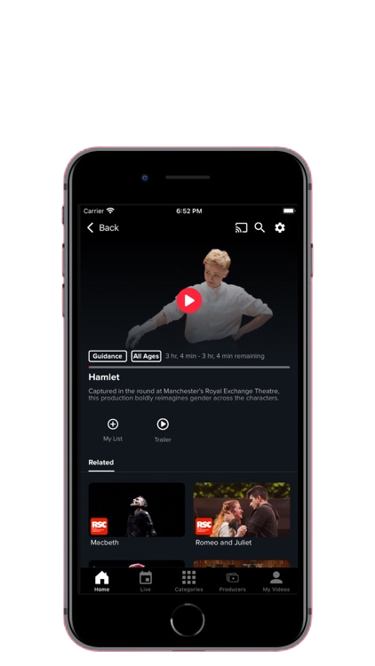 Carrier 6:52 PM
Back
Guidance All Ages 3 hr, 4 min - 3 hr, 4 min remaining
Hamlet
Captured in the round at Manchester's Royal Exchange Theatre,
this production boldly reimagines gender across the characters.
My List Trailer
Related
RSC RSC
Macbeth Romeo and Juliet
Home Live Categories Producers My Videos